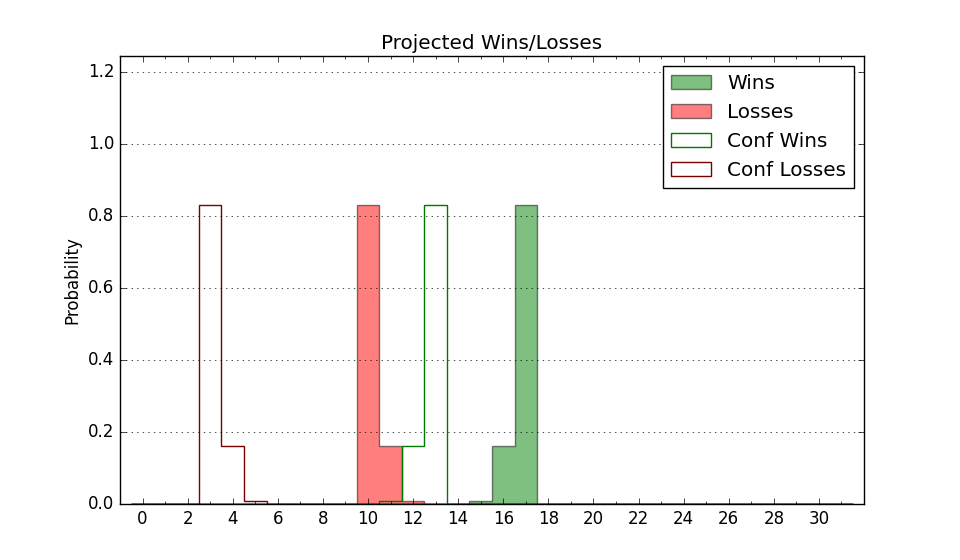 Projected Wins/Losses
1.2
1.0
0.8
0.6
0.4
0.2
0.0
Probability
Wins
Losses
Conf Wins
Conf Losses
0 2 4 6 8 10 12 14 16 18 20 22 24 26 28 30